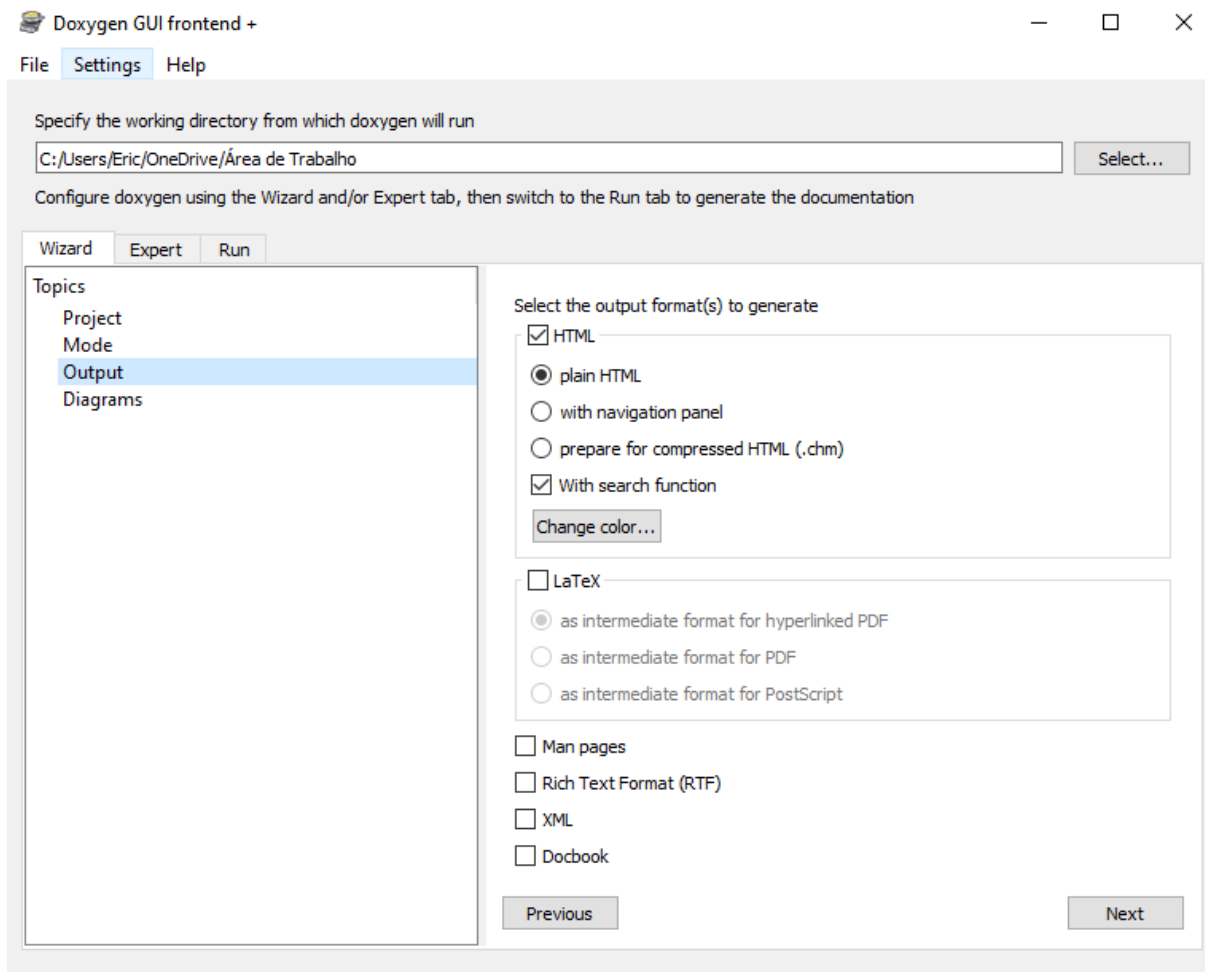 Doxygen GUI frontend +
File Settings Help
Specify the working directory from which doxygen will run
C:/Users/Eric/OneDrive/Área de Trabalho
Select...
Configure doxygen using the Wizard and/or Expert tab, then switch to the Run tab to generate the documentation
Wizard Expert Run
Topics
Project
Mode
Output
Diagrams
Select the output format(s) to generate
HTML
plain HTML
with navigation panel
prepare for compressed HTML (.chm)
With search function
Change color...
LaTeX
as intermediate format for hyperlinked PDF
as intermediate format for PDF
as intermediate format for PostScript
Man pages
Rich Text Format (RTF)
XML
Docbook
Previous Next